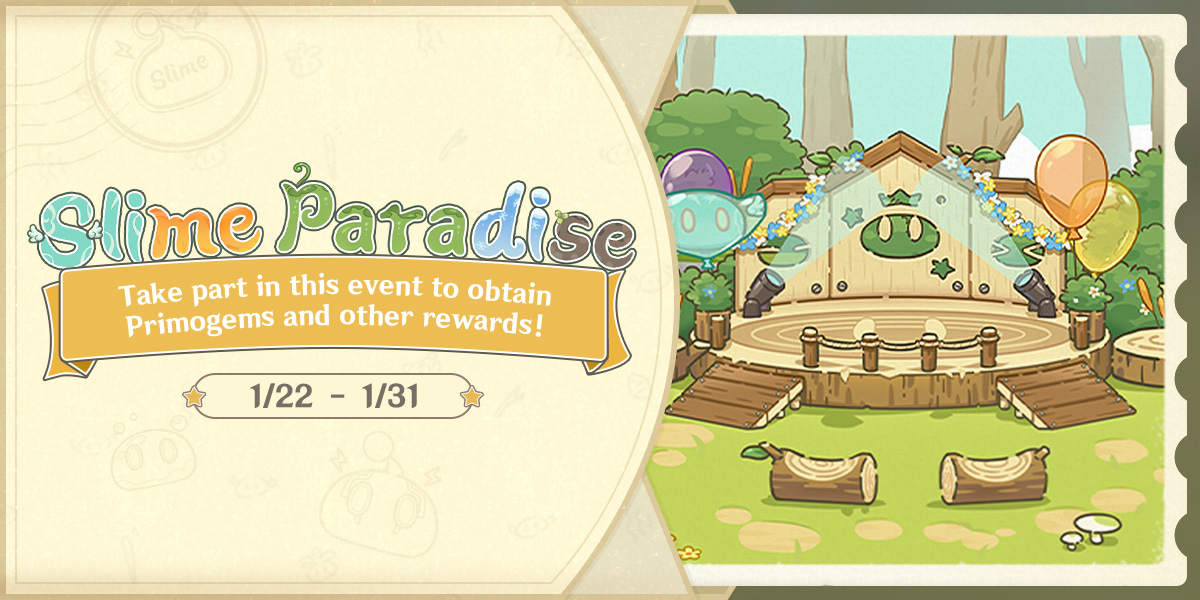 Slime
Slime Paradise
Take part in this event to obtain
Primogems and other rewards!
1/22 – 1/31